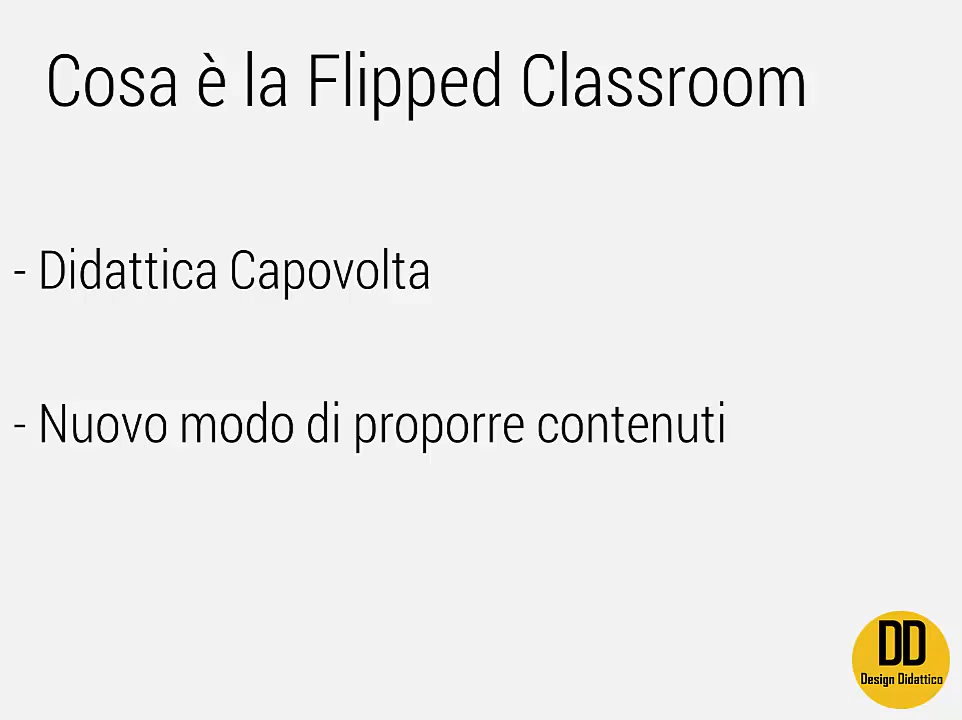 Cosa è la Flipped Classroom
- Didattica Capovolta
- Nuovo modo di proporre contenuti
DD
Design Didattico